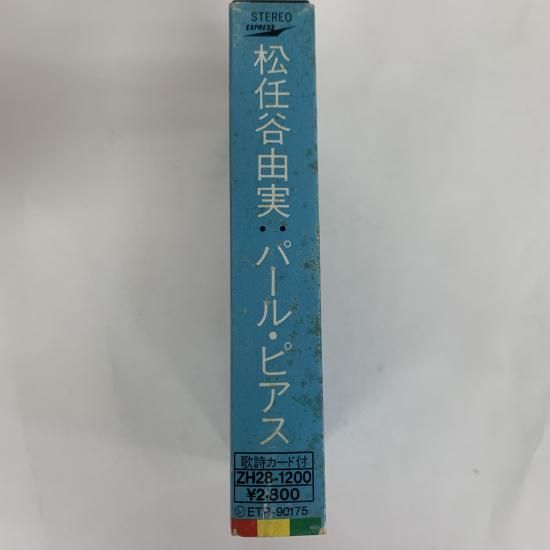 STEREO
EXPRESS
松任谷由実:パール・ピアス
歌詩カード付
ZH28-1200
¥2,800
Ⓛ ETP-90175